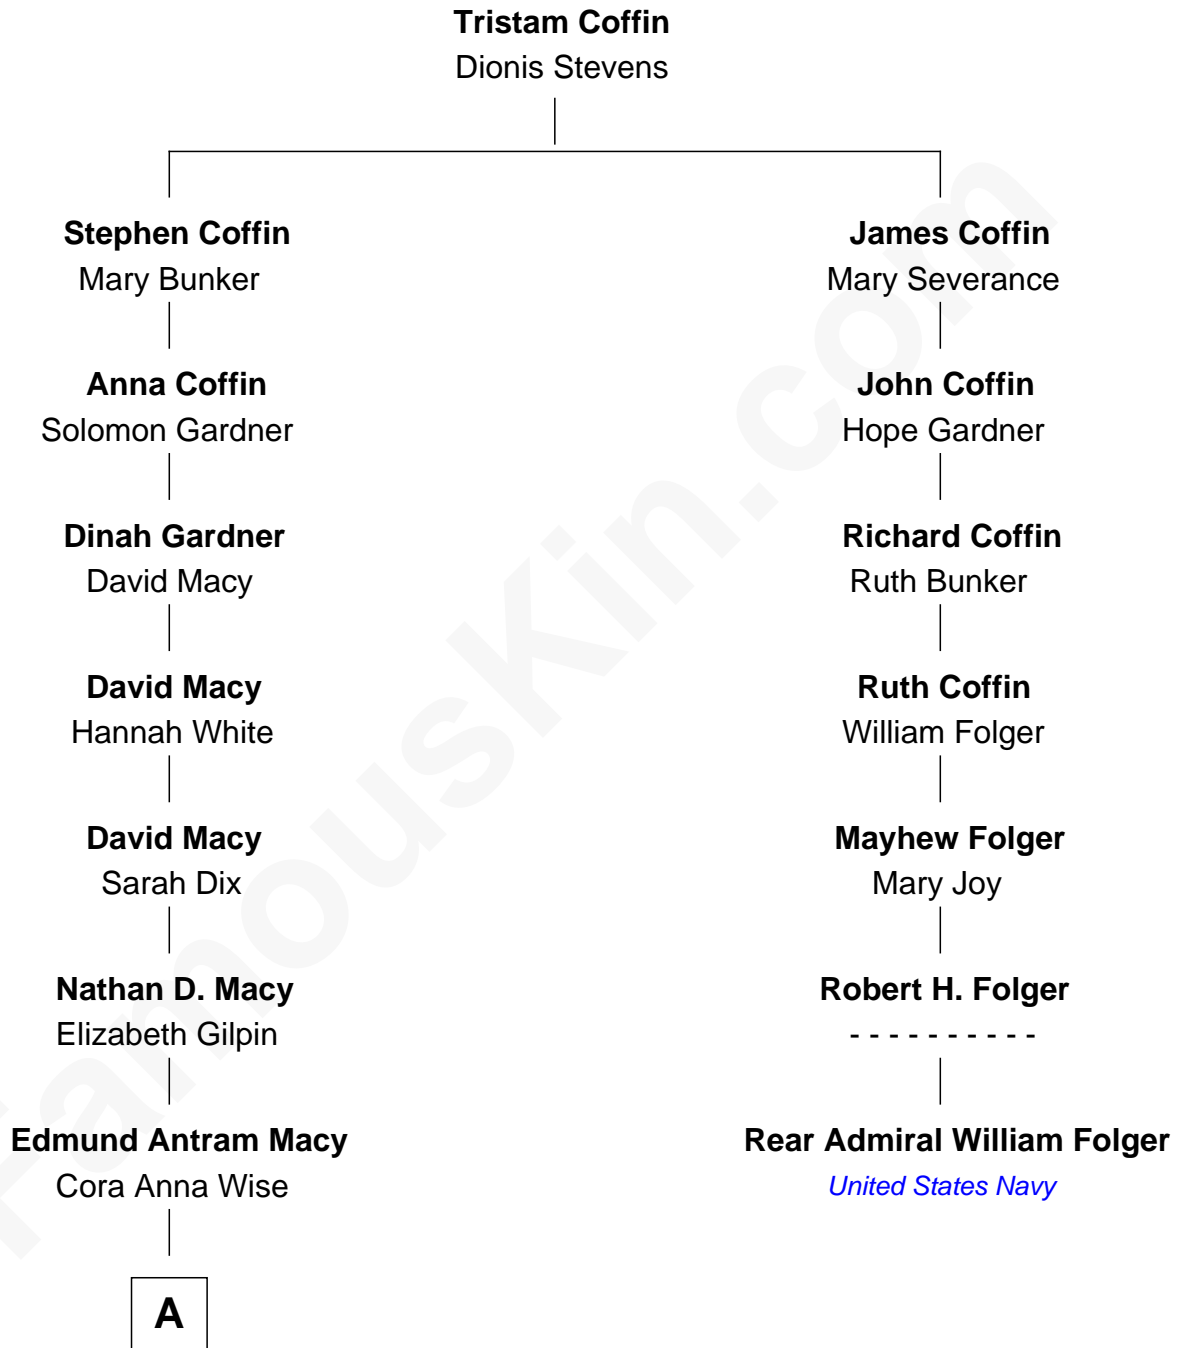 Tristam Coffin
Dionis Stevens
Stephen Coffin
Mary Bunker
James Coffin
Mary Severance
Anna Coffin
Solomon Gardner
John Coffin
Hope Gardner
Dinah Gardner
David Macy
Richard Coffin
Ruth Bunker
David Macy
Hannah White
Ruth Coffin
William Folger
David Macy
Sarah Dix
Mayhew Folger
Mary Joy
Nathan D. Macy
Elizabeth Gilpin
Robert H. Folger
- - - - - - - - - -
Edmund Antram Macy
Cora Anna Wise
Rear Admiral William Folger
United States Navy
A
FamousKin.com